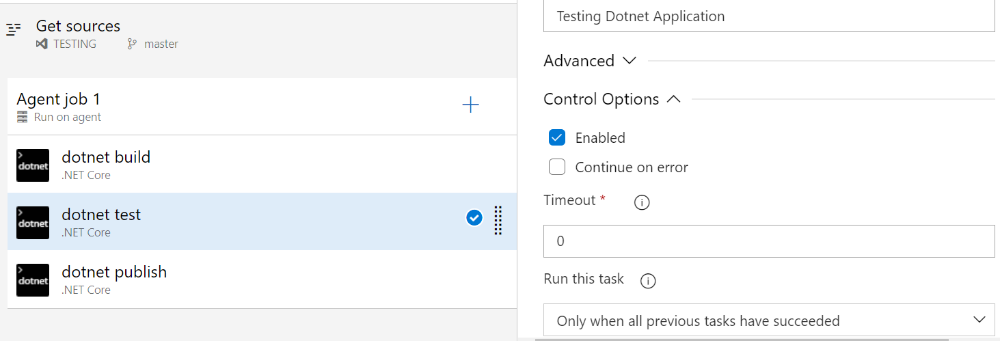 Get sources
TESTING master
Agent job 1
Run on agent
dotnet
dotnet build
.NET Core
dotnet
dotnet test
.NET Core
dotnet
dotnet publish
.NET Core
Testing Dotnet Application
Advanced
Control Options
Enabled
Continue on error
Timeout *
0
Run this task
Only when all previous tasks have succeeded